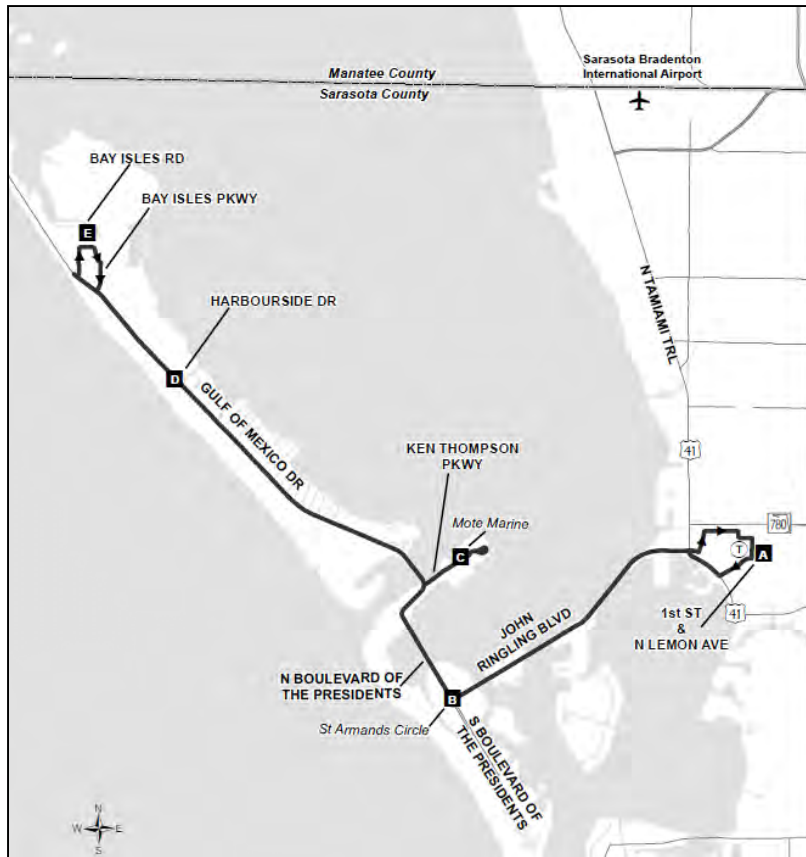 Manatee County
Sarasota County
Sarasota Bradenton
International Airport
BAY ISLES RD
BAY ISLES PKWY
E
HARBOURSIDE DR
N TAMIAMI TRL
D
GULF OF MEXICO DR
KEN THOMPSON
PKWY
41
Mote Marine
780
C
T
A
1st ST
&
N LEMON AVE
41
JOHN
RINGLING BLVD
N BOULEVARD OF
THE PRESIDENTS
B
St Armands Circle
S BOULEVARD OF
THE PRESIDENTS
N
W
E
S